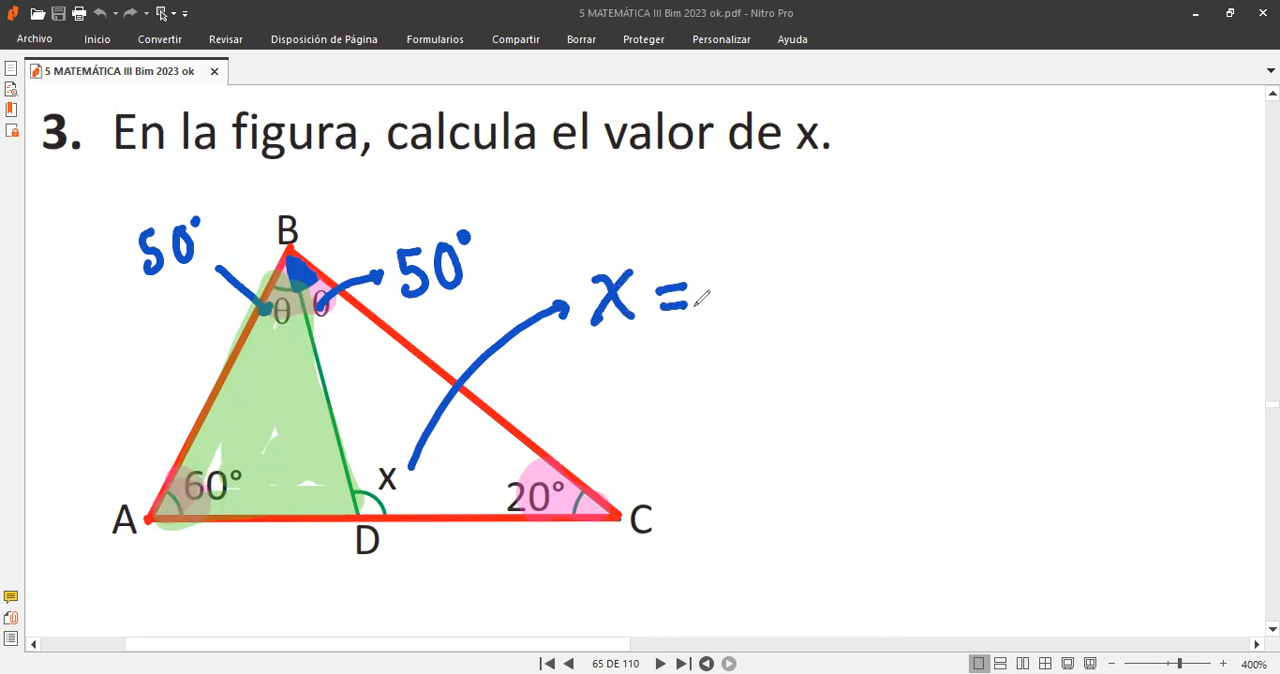 5 MATEMÁTICA III Bim 2023 ok.pdf - Nitro Pro
Archivo Inicio Convertir Revisar Disposición de Página Formularios Compartir Borrar Proteger Personalizar Ayuda
5 MATEMÁTICA III Bim 2023 ok
3. En la figura, calcula el valor de x.
50° B 50°
θ θ
x =
60° x 20°
A D C
65 DE 110
400%